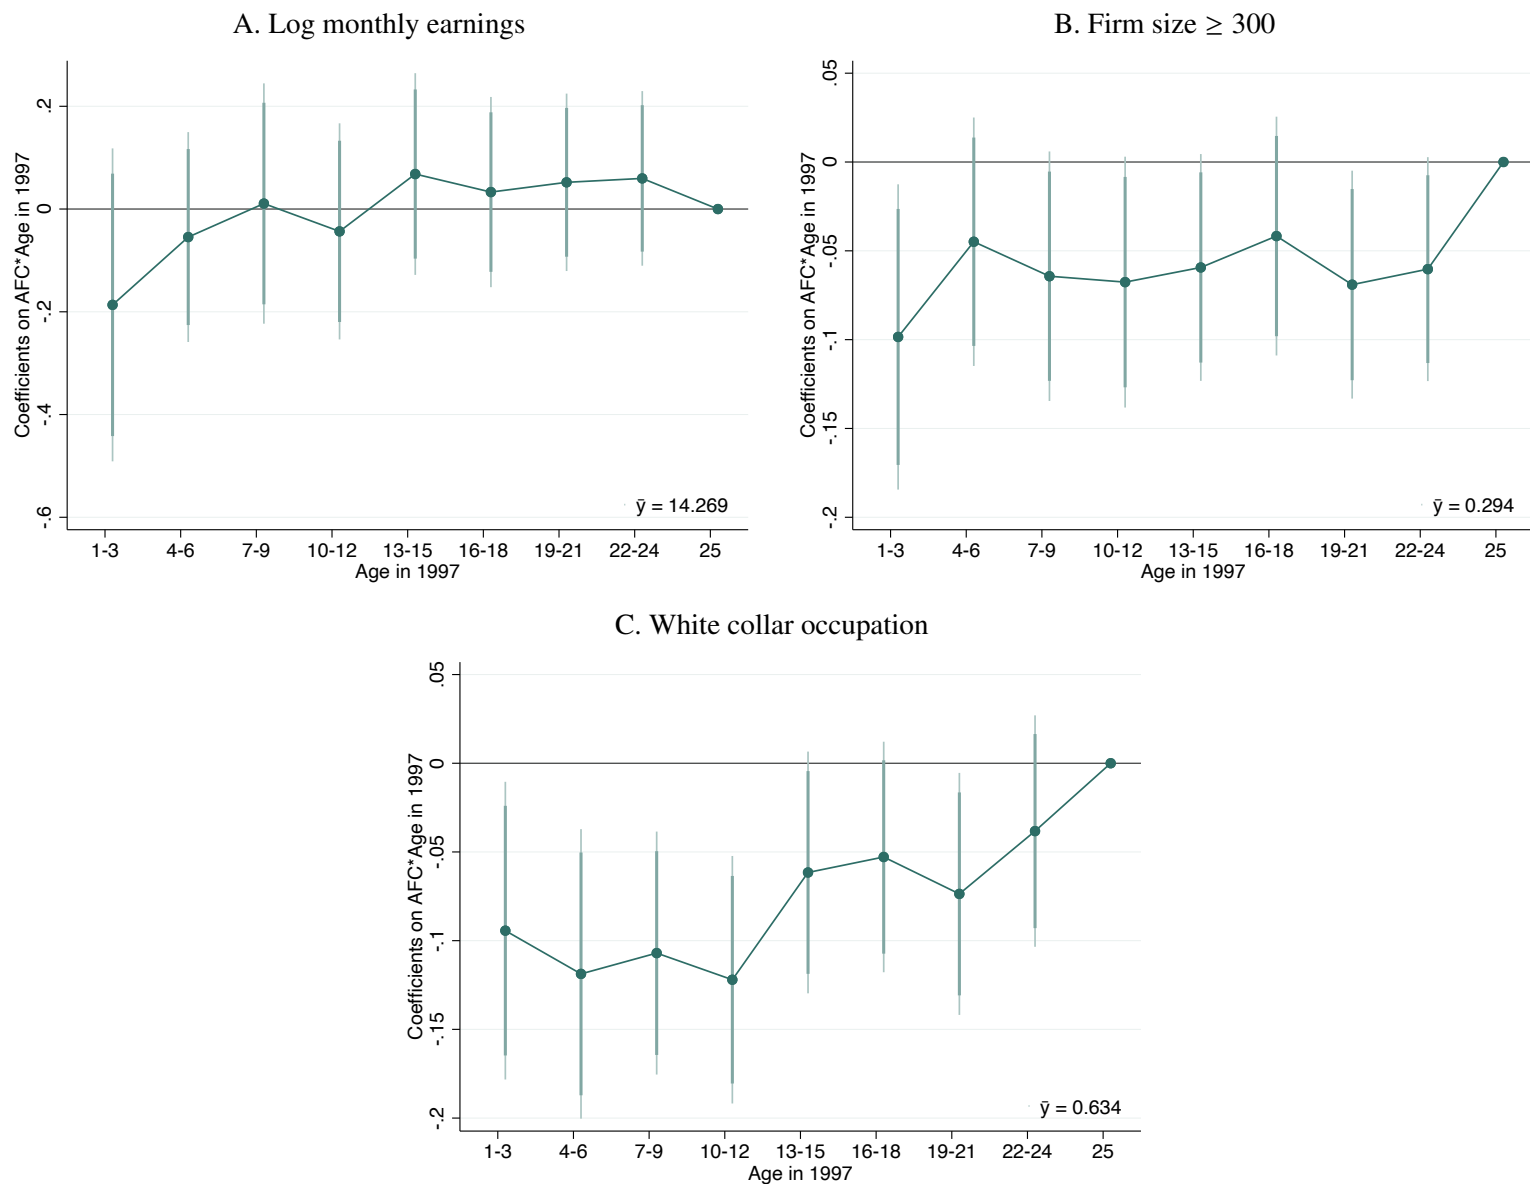 A. Log monthly earnings
Coefficients on AFC*Age in 1997
.2
0
-.2
-.4
-.6
ȳ = 14.269
1-3 4-6 7-9 10-12 13-15 16-18 19-21 22-24 25
Age in 1997
B. Firm size ≥ 300
Coefficients on AFC*Age in 1997
.05
0
-.05
-.1
-.15
-.2
ȳ = 0.294
1-3 4-6 7-9 10-12 13-15 16-18 19-21 22-24 25
Age in 1997
C. White collar occupation
Coefficients on AFC*Age in 1997
.05
0
-.05
-.1
-.15
-.2
ȳ = 0.634
1-3 4-6 7-9 10-12 13-15 16-18 19-21 22-24 25
Age in 1997